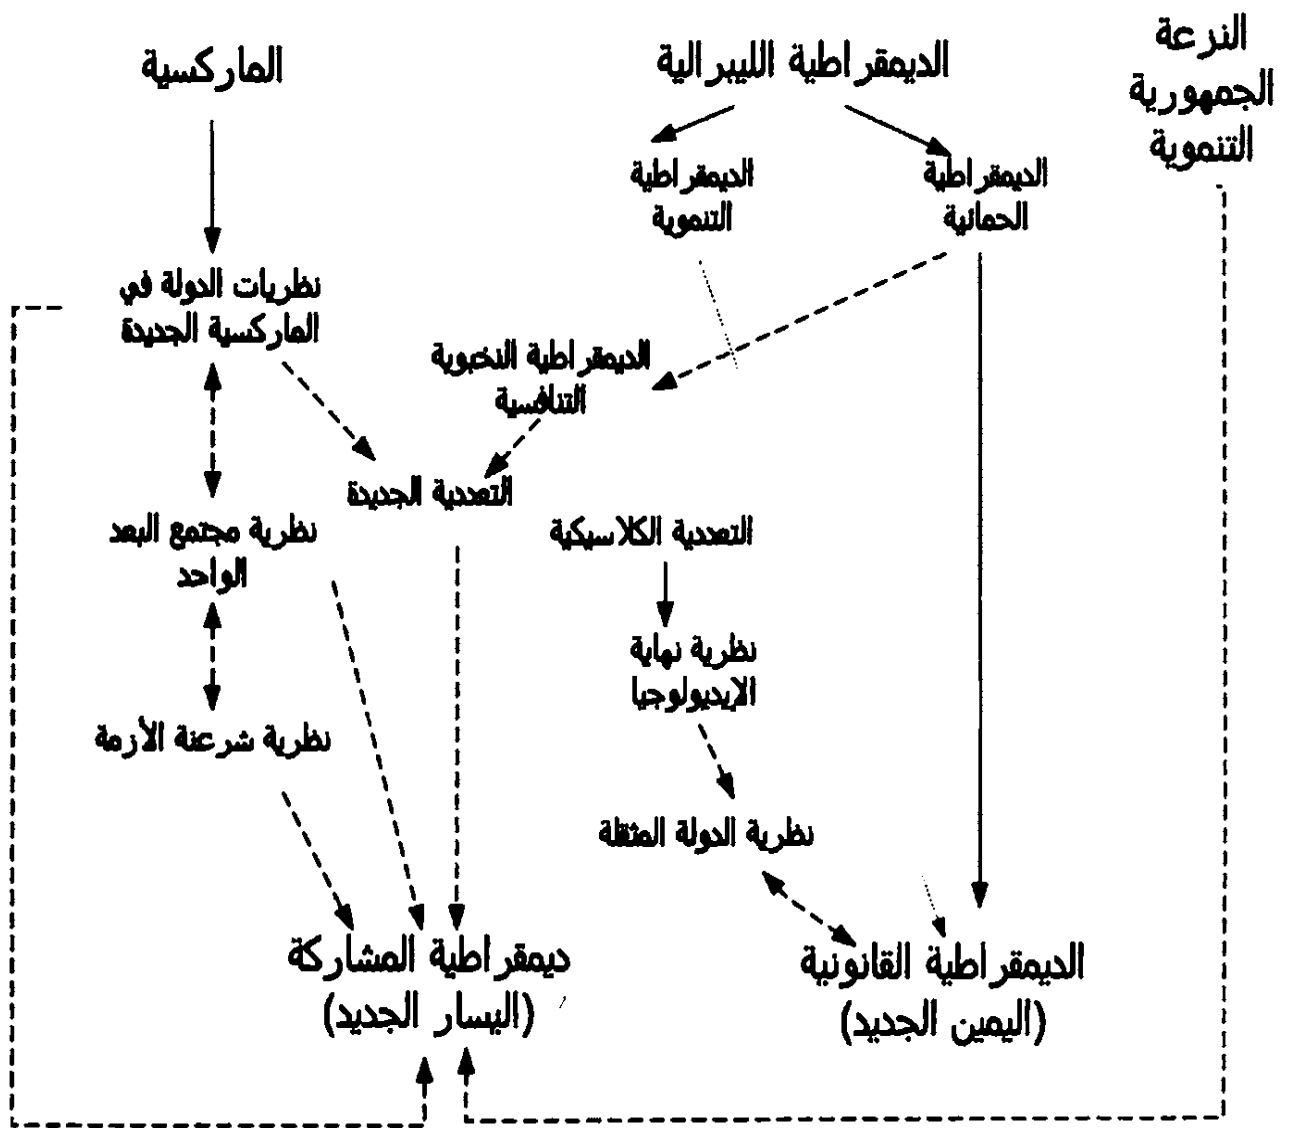 النزعة
الجمهورية
التنموية
الديمقراطية الليبرالية
الماركسية
الديمقراطية
الحمائية
الديمقراطية
التنموية
نظريات الدولة في
الماركسية الجديدة
الديمقراطية النخبوية
التنافسية
التعددية الجديدة
التعددية الكلاسيكية
نظرية مجتمع البعد
الواحد
نظرية نهاية
الايديولوجيا
نظرية شرعنة الأزمة
نظرية الدولة المثقلة
الديمقراطية القانونية
(اليمين الجديد)
ديمقراطية المشاركة
(اليسار الجديد)